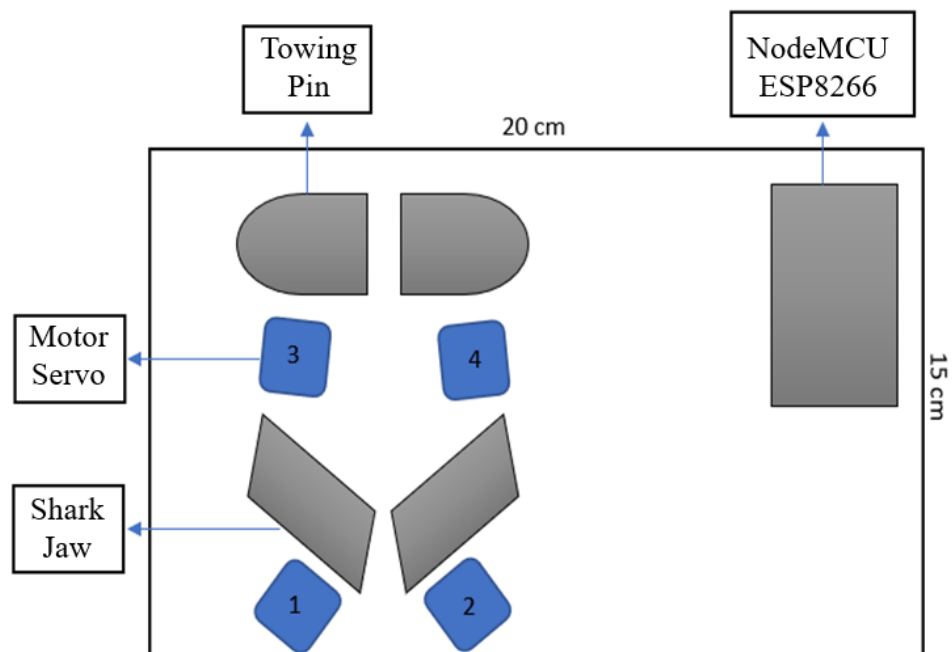 Towing
Pin
NodeMCU
ESP8266
20 cm
Motor
Servo
3
4
15 cm
Shark
Jaw
1
2